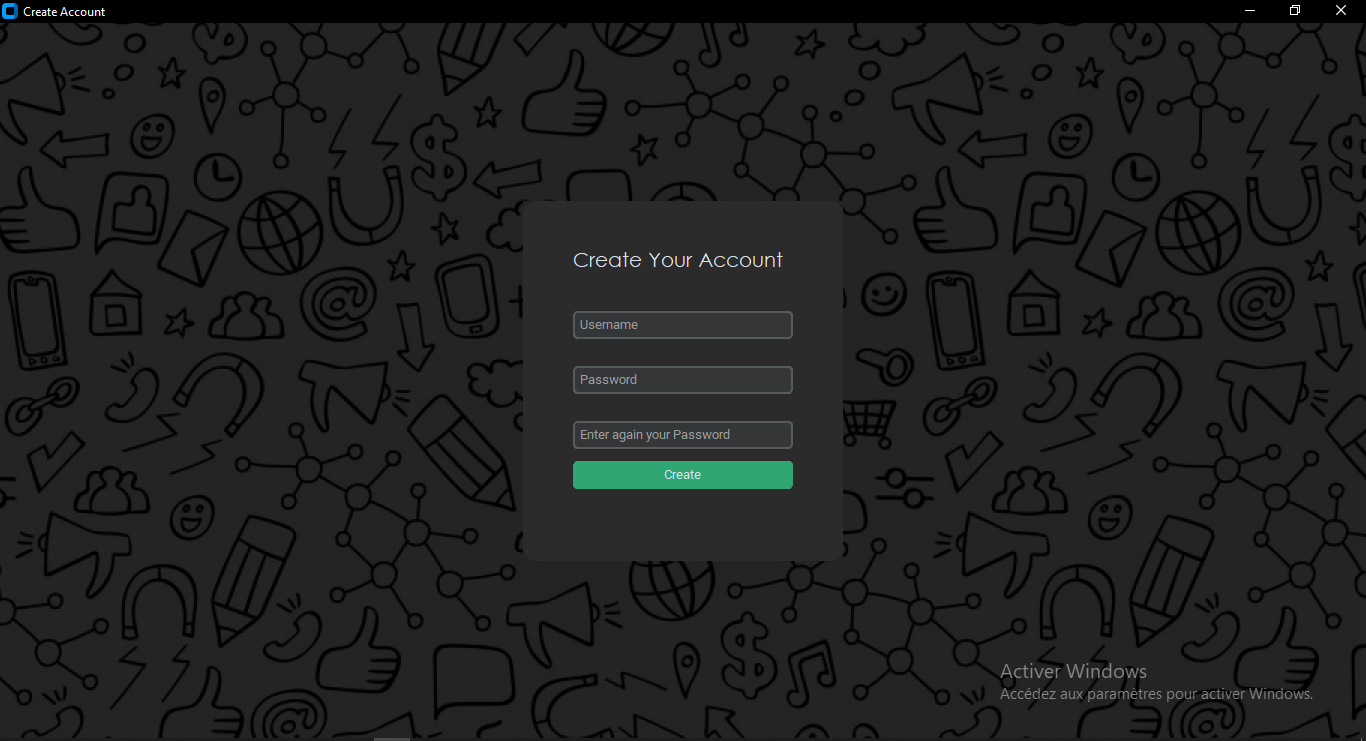 Create Account
Create Your Account
Username
Password
Enter again your Password
Create
Activer Windows
Accédez aux paramètres pour activer Windows.